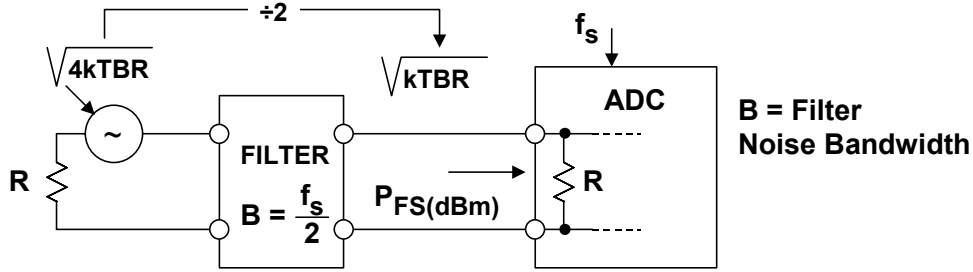 ÷2
√4kTBR
√kTBR
f_s
ADC
B = Filter
Noise Bandwidth
~
FILTER
R
B = f_s/2
P_FS(dBm)
R